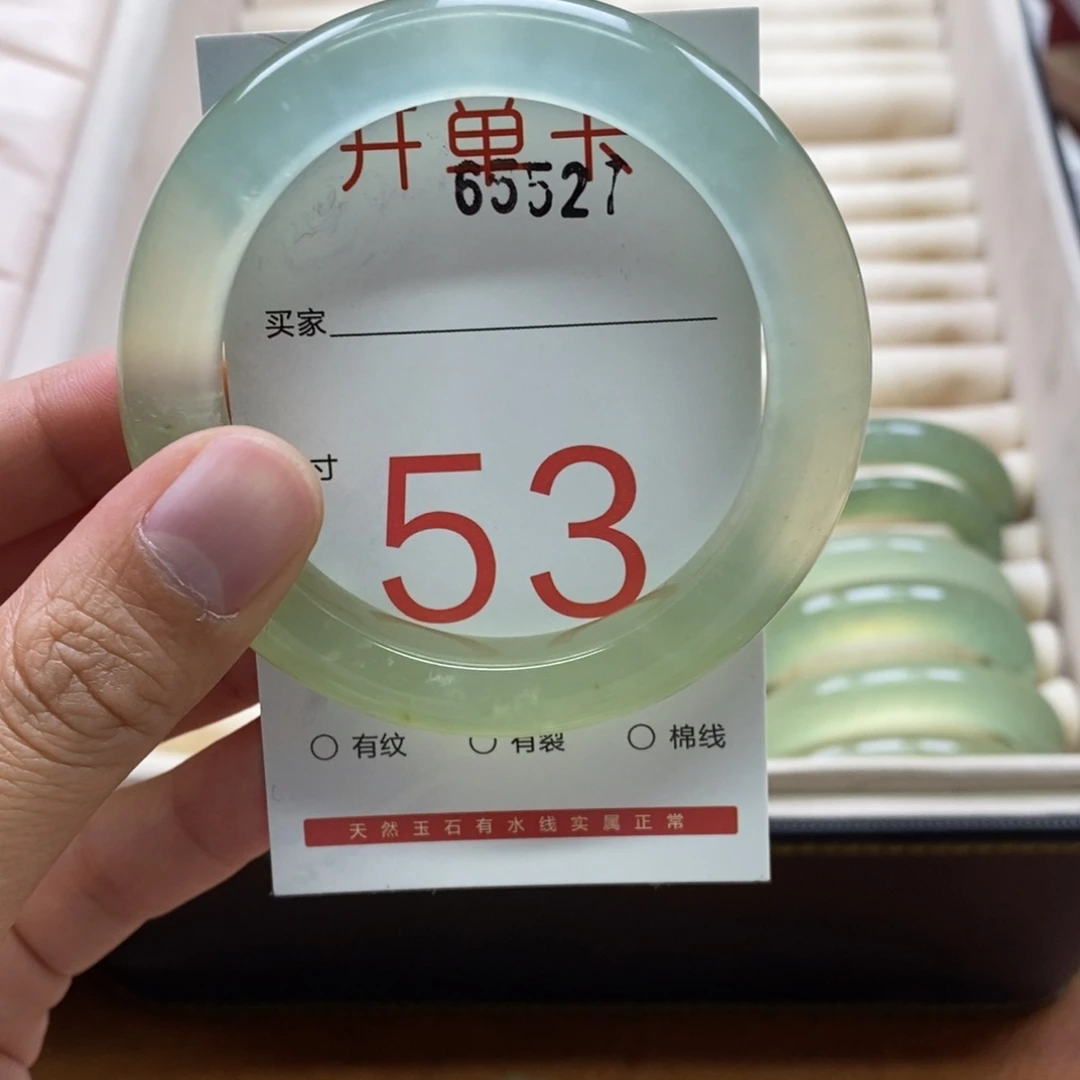 开单卡
65527
买家
寸
53
有纹 有裂 棉线
天然玉石有水线实属正常